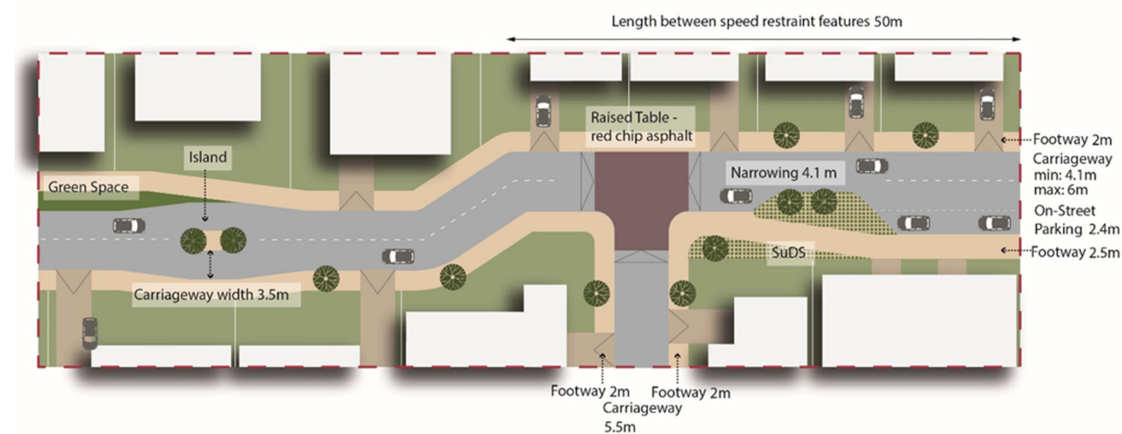 Length between speed restraint features 50m
Raised Table -
red chip asphalt
Island
Green Space
Narrowing 4.1 m
Footway 2m
Carriageway
min: 4.1m
max: 6m
On-Street
Parking 2.4m
Footway 2.5m
SuDS
Carriageway width 3.5m
Footway 2m
Footway 2m
Carriageway
5.5m